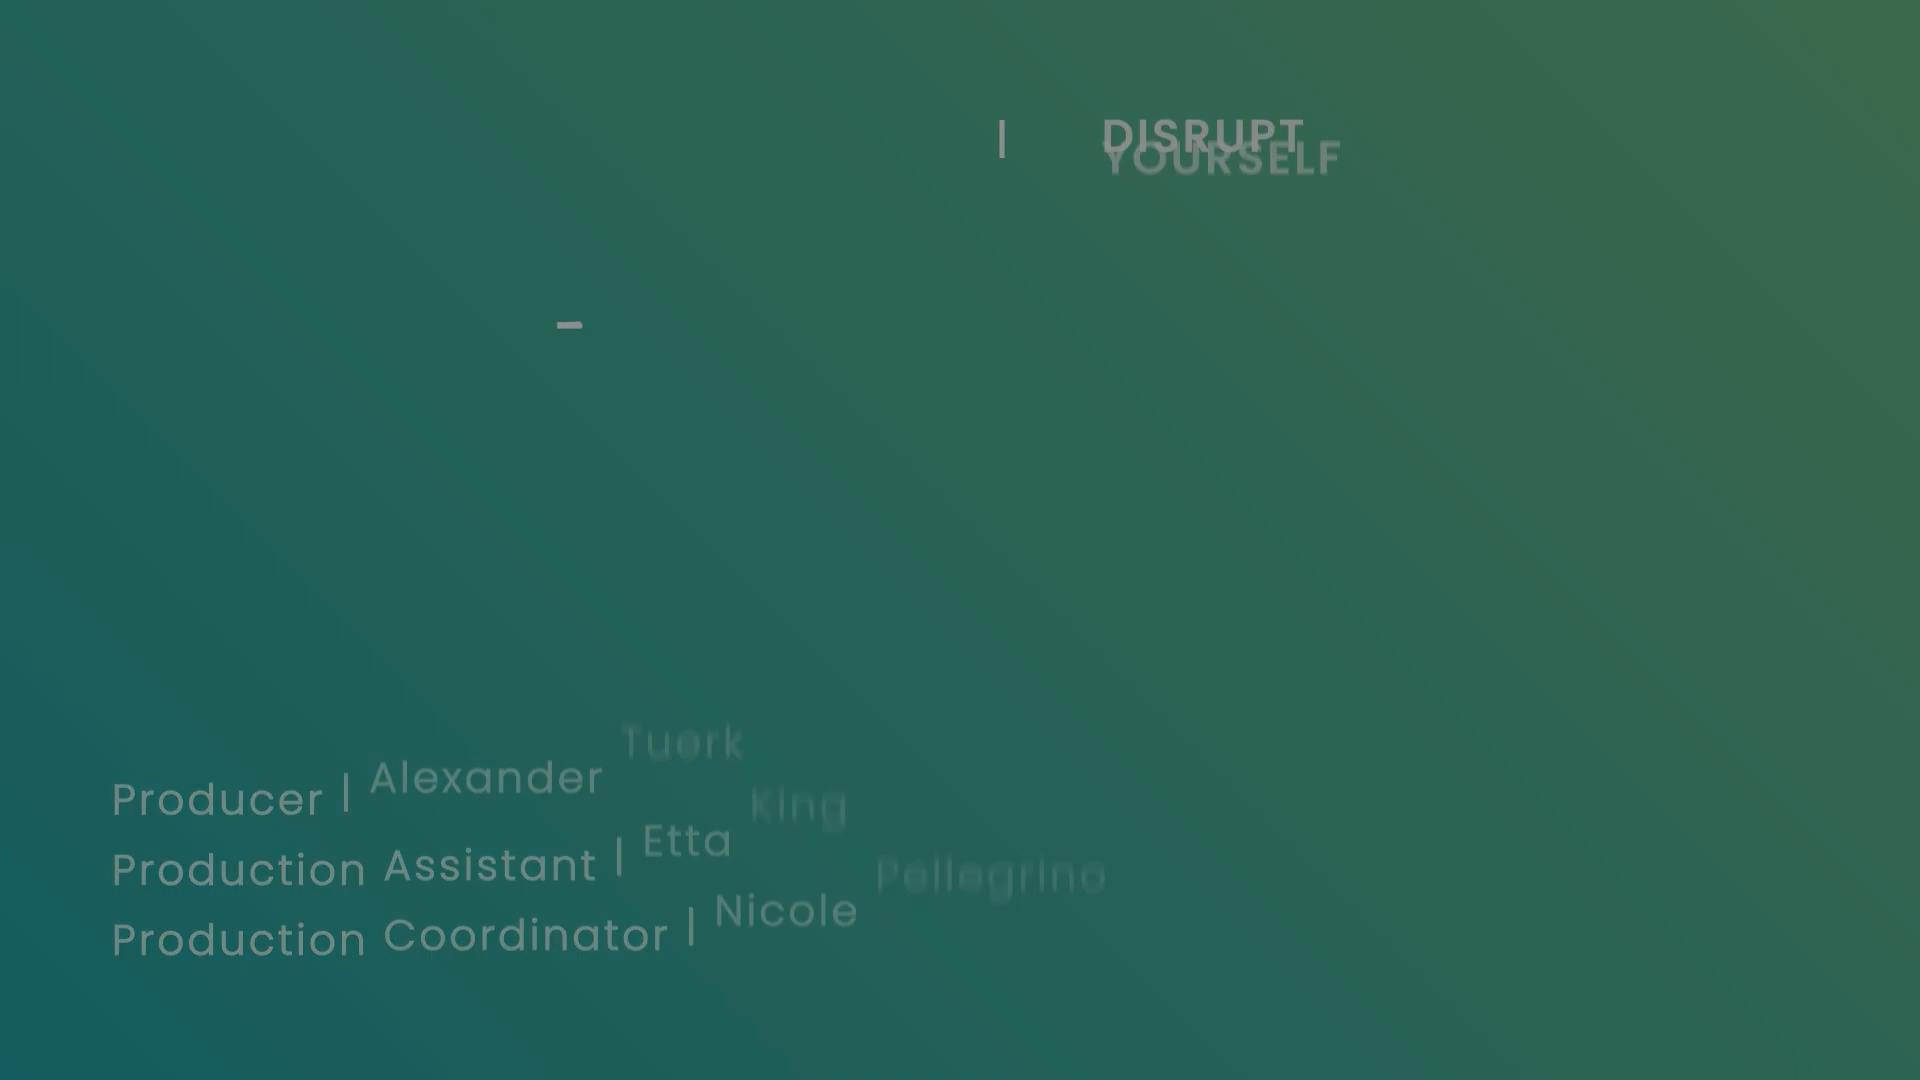 | DISRUPT
YOURSELF
–
Producer | Alexander Tuerk
Production Assistant | Etta King
Production Coordinator | Nicole Pellegrino